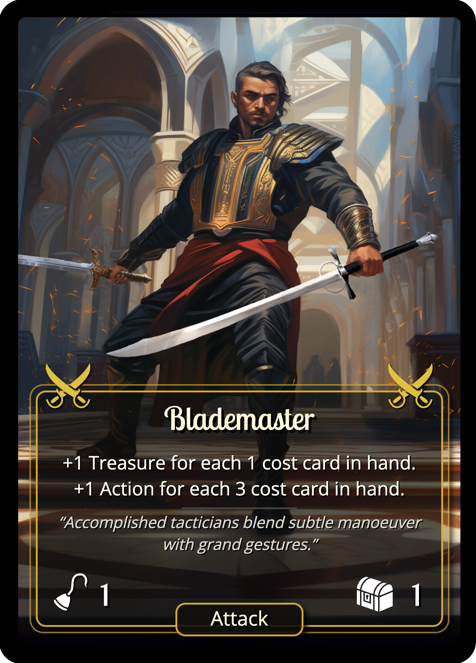 Blademaster
+1 Treasure for each 1 cost card in hand.
+1 Action for each 3 cost card in hand.
“Accomplished tacticians blend subtle manoeuver
with grand gestures.”
1 1
Attack